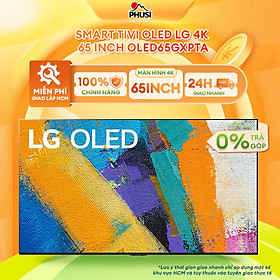 PHUSI
SMART TIVI OLED LG 4K
65 INCH OLED65GXPTA
MIỄN PHÍ
GIAO LẮP HCM
100%
CHÍNH HÃNG
MÀN HÌNH 4K
65INCH
24H
GIAO NHANH
LG OLED
0% TRẢ
GÓP
*Lưu ý thời gian giao nhanh chỉ áp dụng một số
khu vực HCM và tùy thuộc vào tuyến giao thực tế